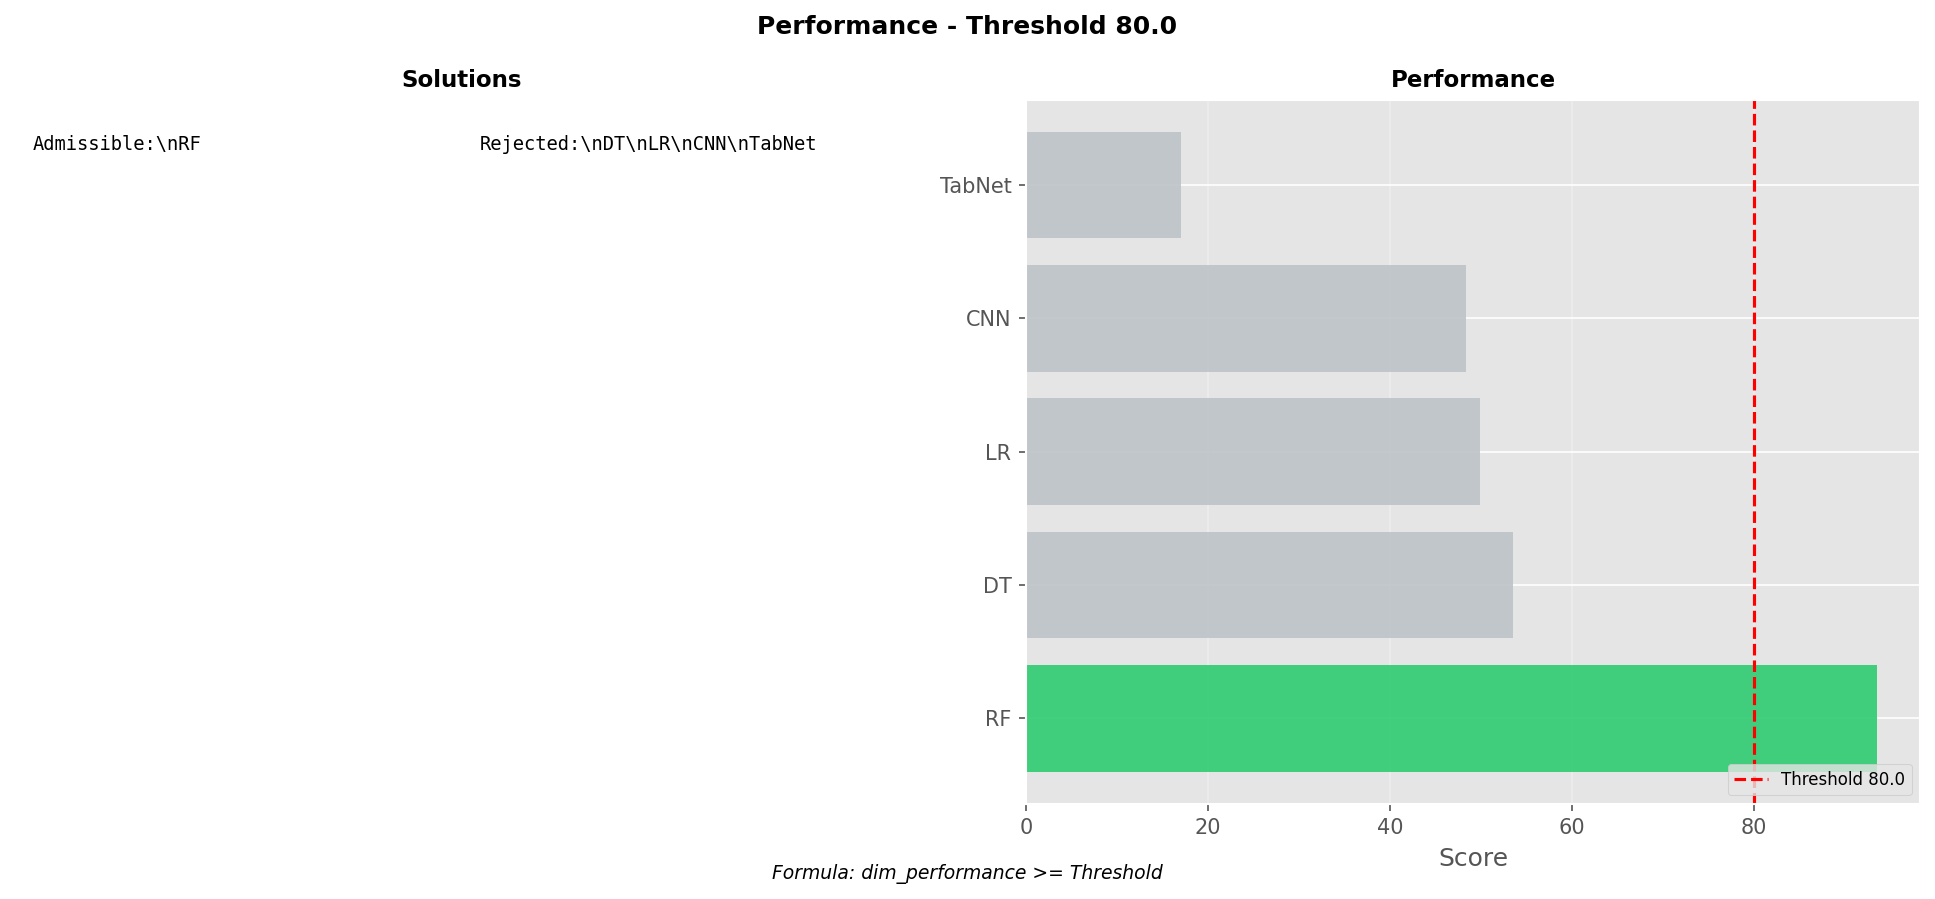 Performance - Threshold 80.0
Solutions
Admissible:\nRF
Rejected:\nDT\nLR\nCNN\nTabNet
Performance
TabNet
CNN
LR
DT
RF
Threshold 80.0
0 20 40 60 80
Score
Formula: dim_performance >= Threshold